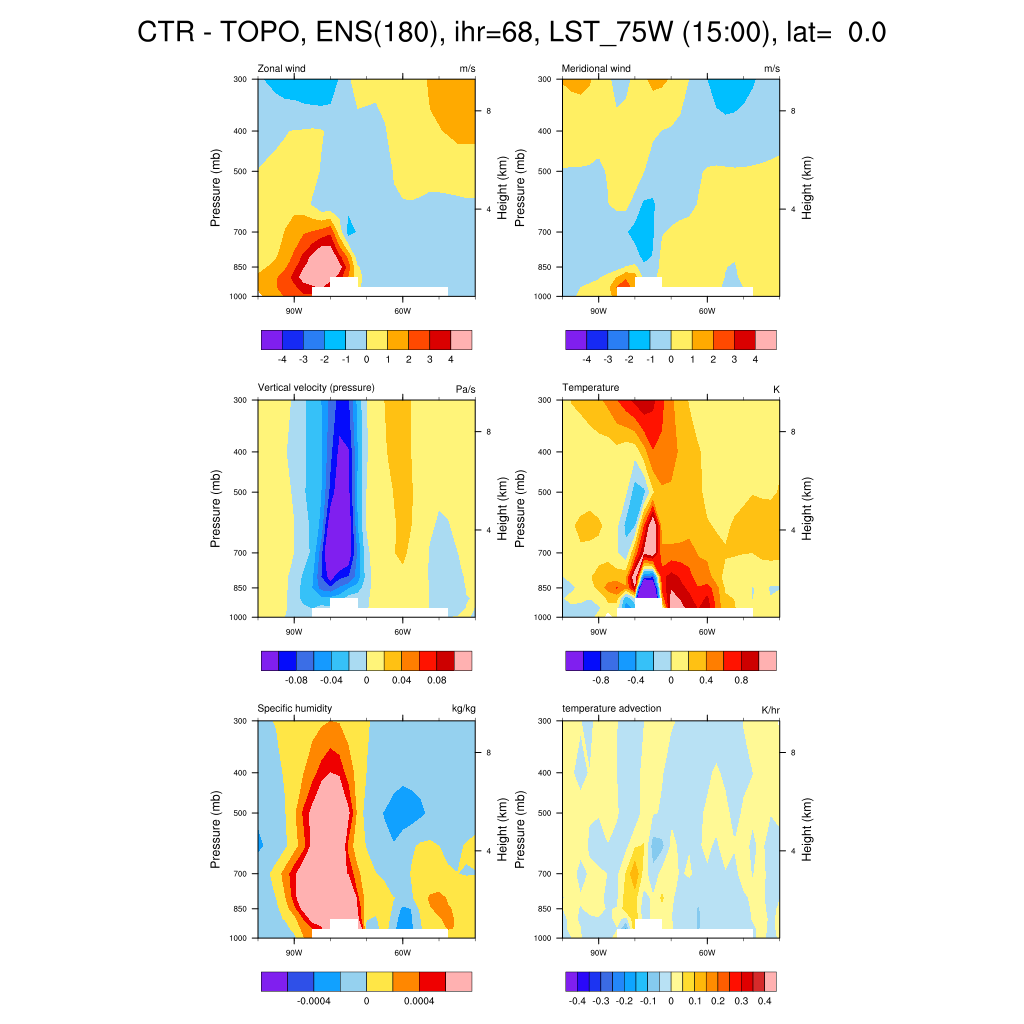 CTR - TOPO, ENS(180), ihr=68, LST_75W (15:00), lat=  0.0
Zonal wind m/s
300
400
500
700
850
1000
8
4
Pressure (mb)
Height (km)
90W 60W
-4 -3 -2 -1 0 1 2 3 4
Meridional wind m/s
300
400
500
700
850
1000
8
4
Pressure (mb)
Height (km)
90W 60W
-4 -3 -2 -1 0 1 2 3 4
Vertical velocity (pressure) Pa/s
300
400
500
700
850
1000
8
4
Pressure (mb)
Height (km)
90W 60W
-0.08 -0.04 0 0.04 0.08
Temperature K
300
400
500
700
850
1000
8
4
Pressure (mb)
Height (km)
90W 60W
-0.8 -0.4 0 0.4 0.8
Specific humidity kg/kg
300
400
500
700
850
1000
8
4
Pressure (mb)
Height (km)
90W 60W
-0.0004 0 0.0004
temperature advection K/hr
300
400
500
700
850
1000
8
4
Pressure (mb)
Height (km)
90W 60W
-0.4 -0.3 -0.2 -0.1 0 0.1 0.2 0.3 0.4